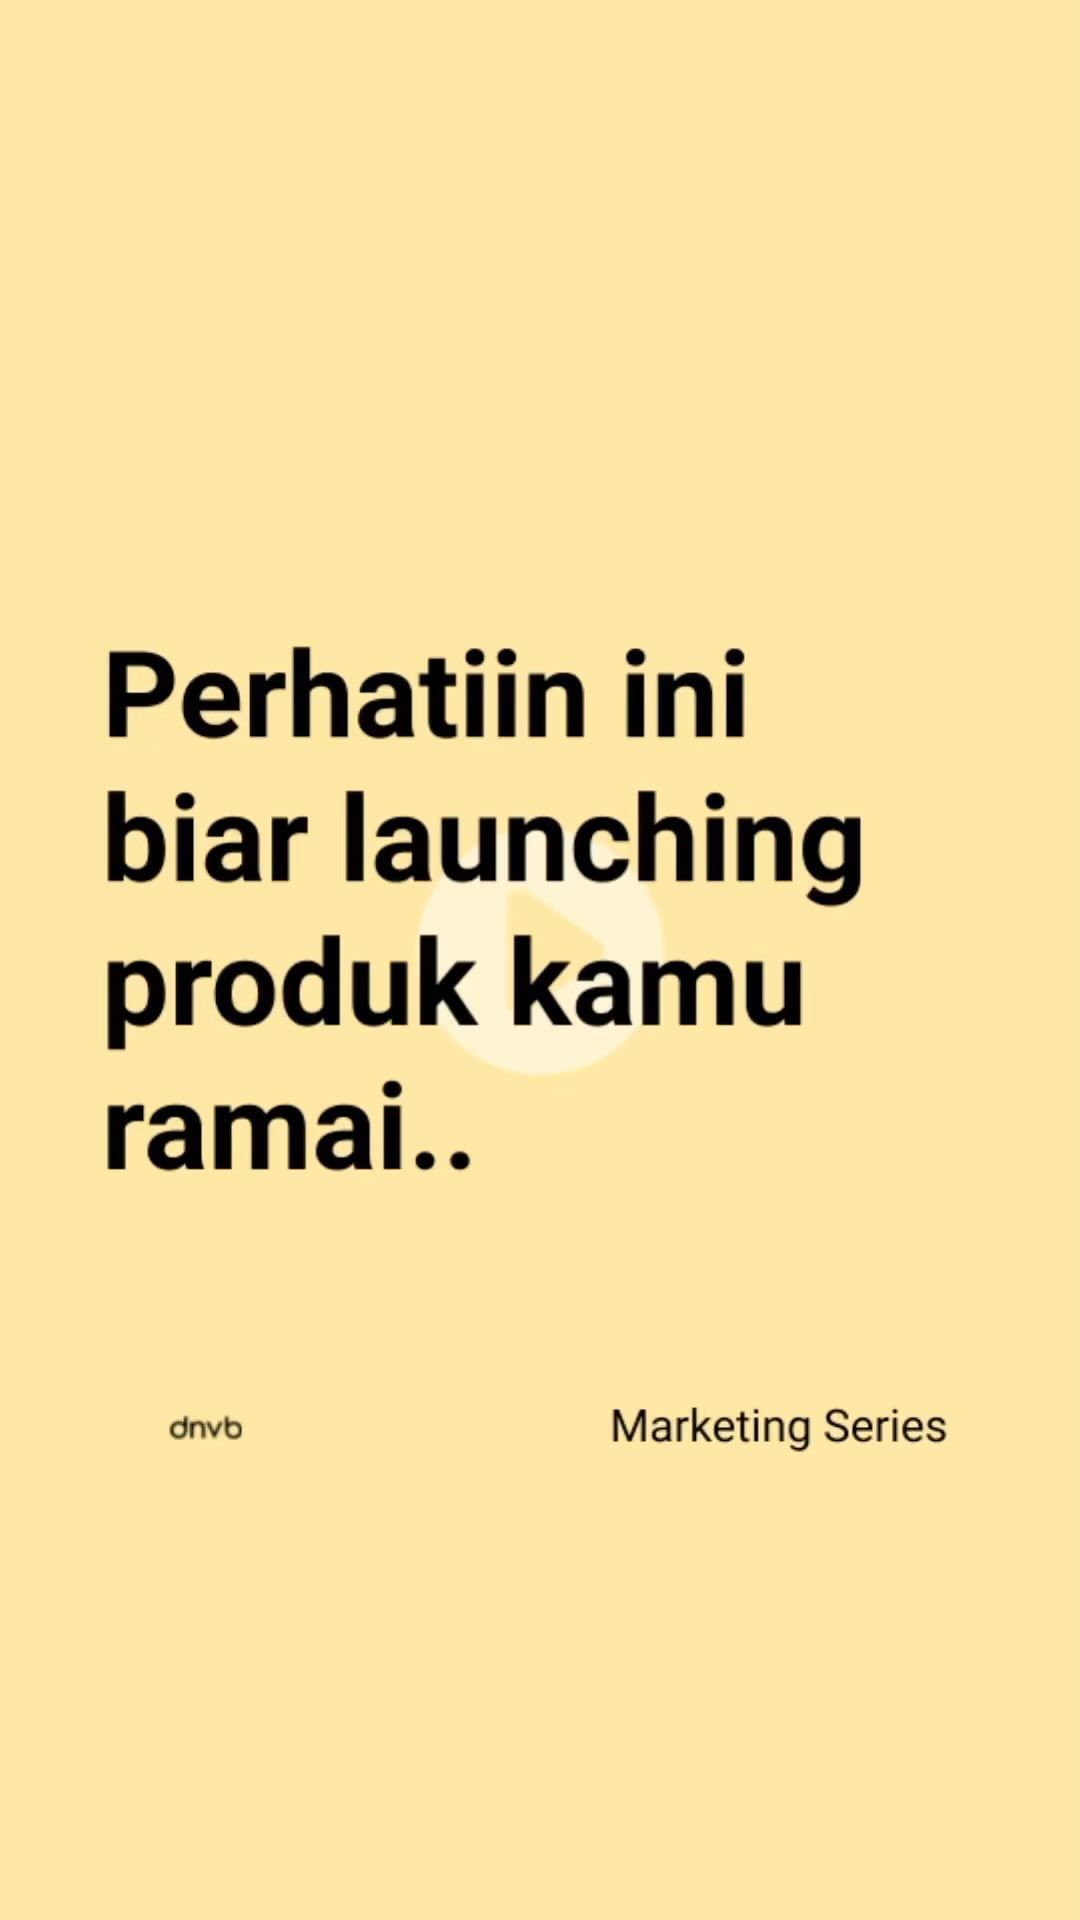 Perhatiin ini
biar launching
produk kamu
ramai..
dnvb
Marketing Series